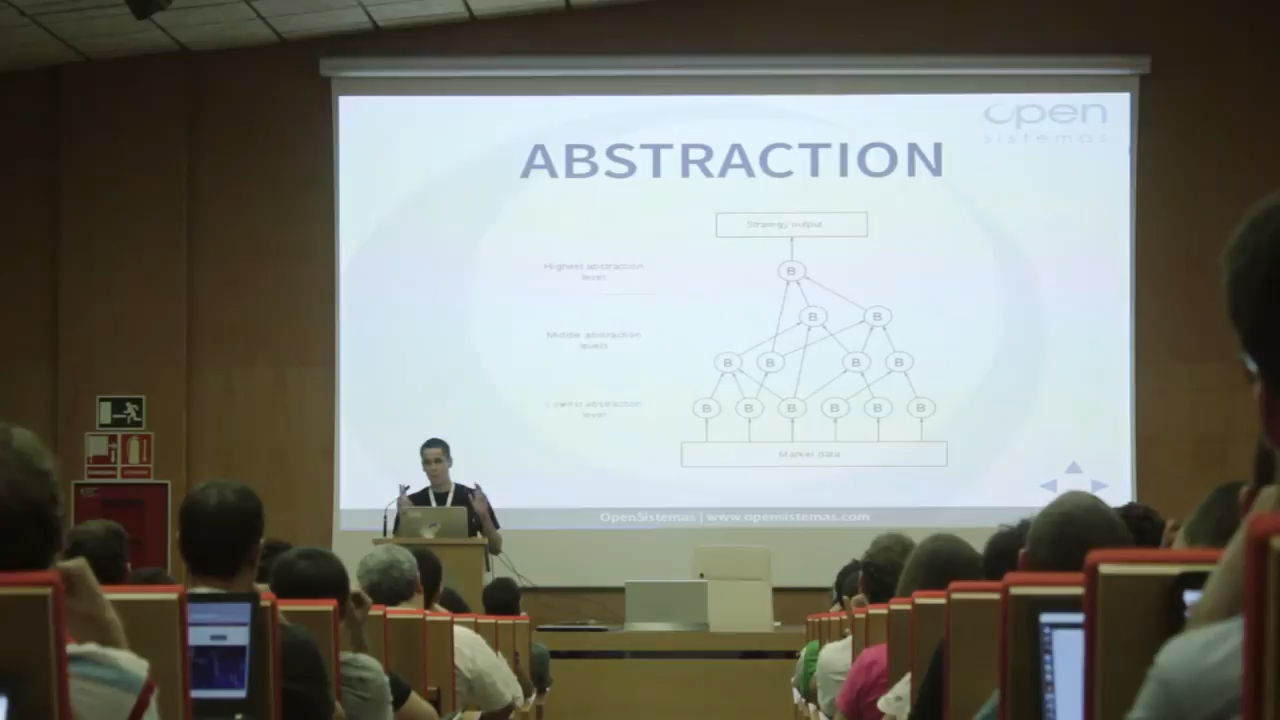 open
sistemas
ABSTRACTION
Strategy output
Highest abstraction
level
B
B
B
Middle abstraction
levels
B
B
B
B
Lowest abstraction
level
B
B
B
B
B
B
Market data
OpenSistemas | www.opensistemas.com